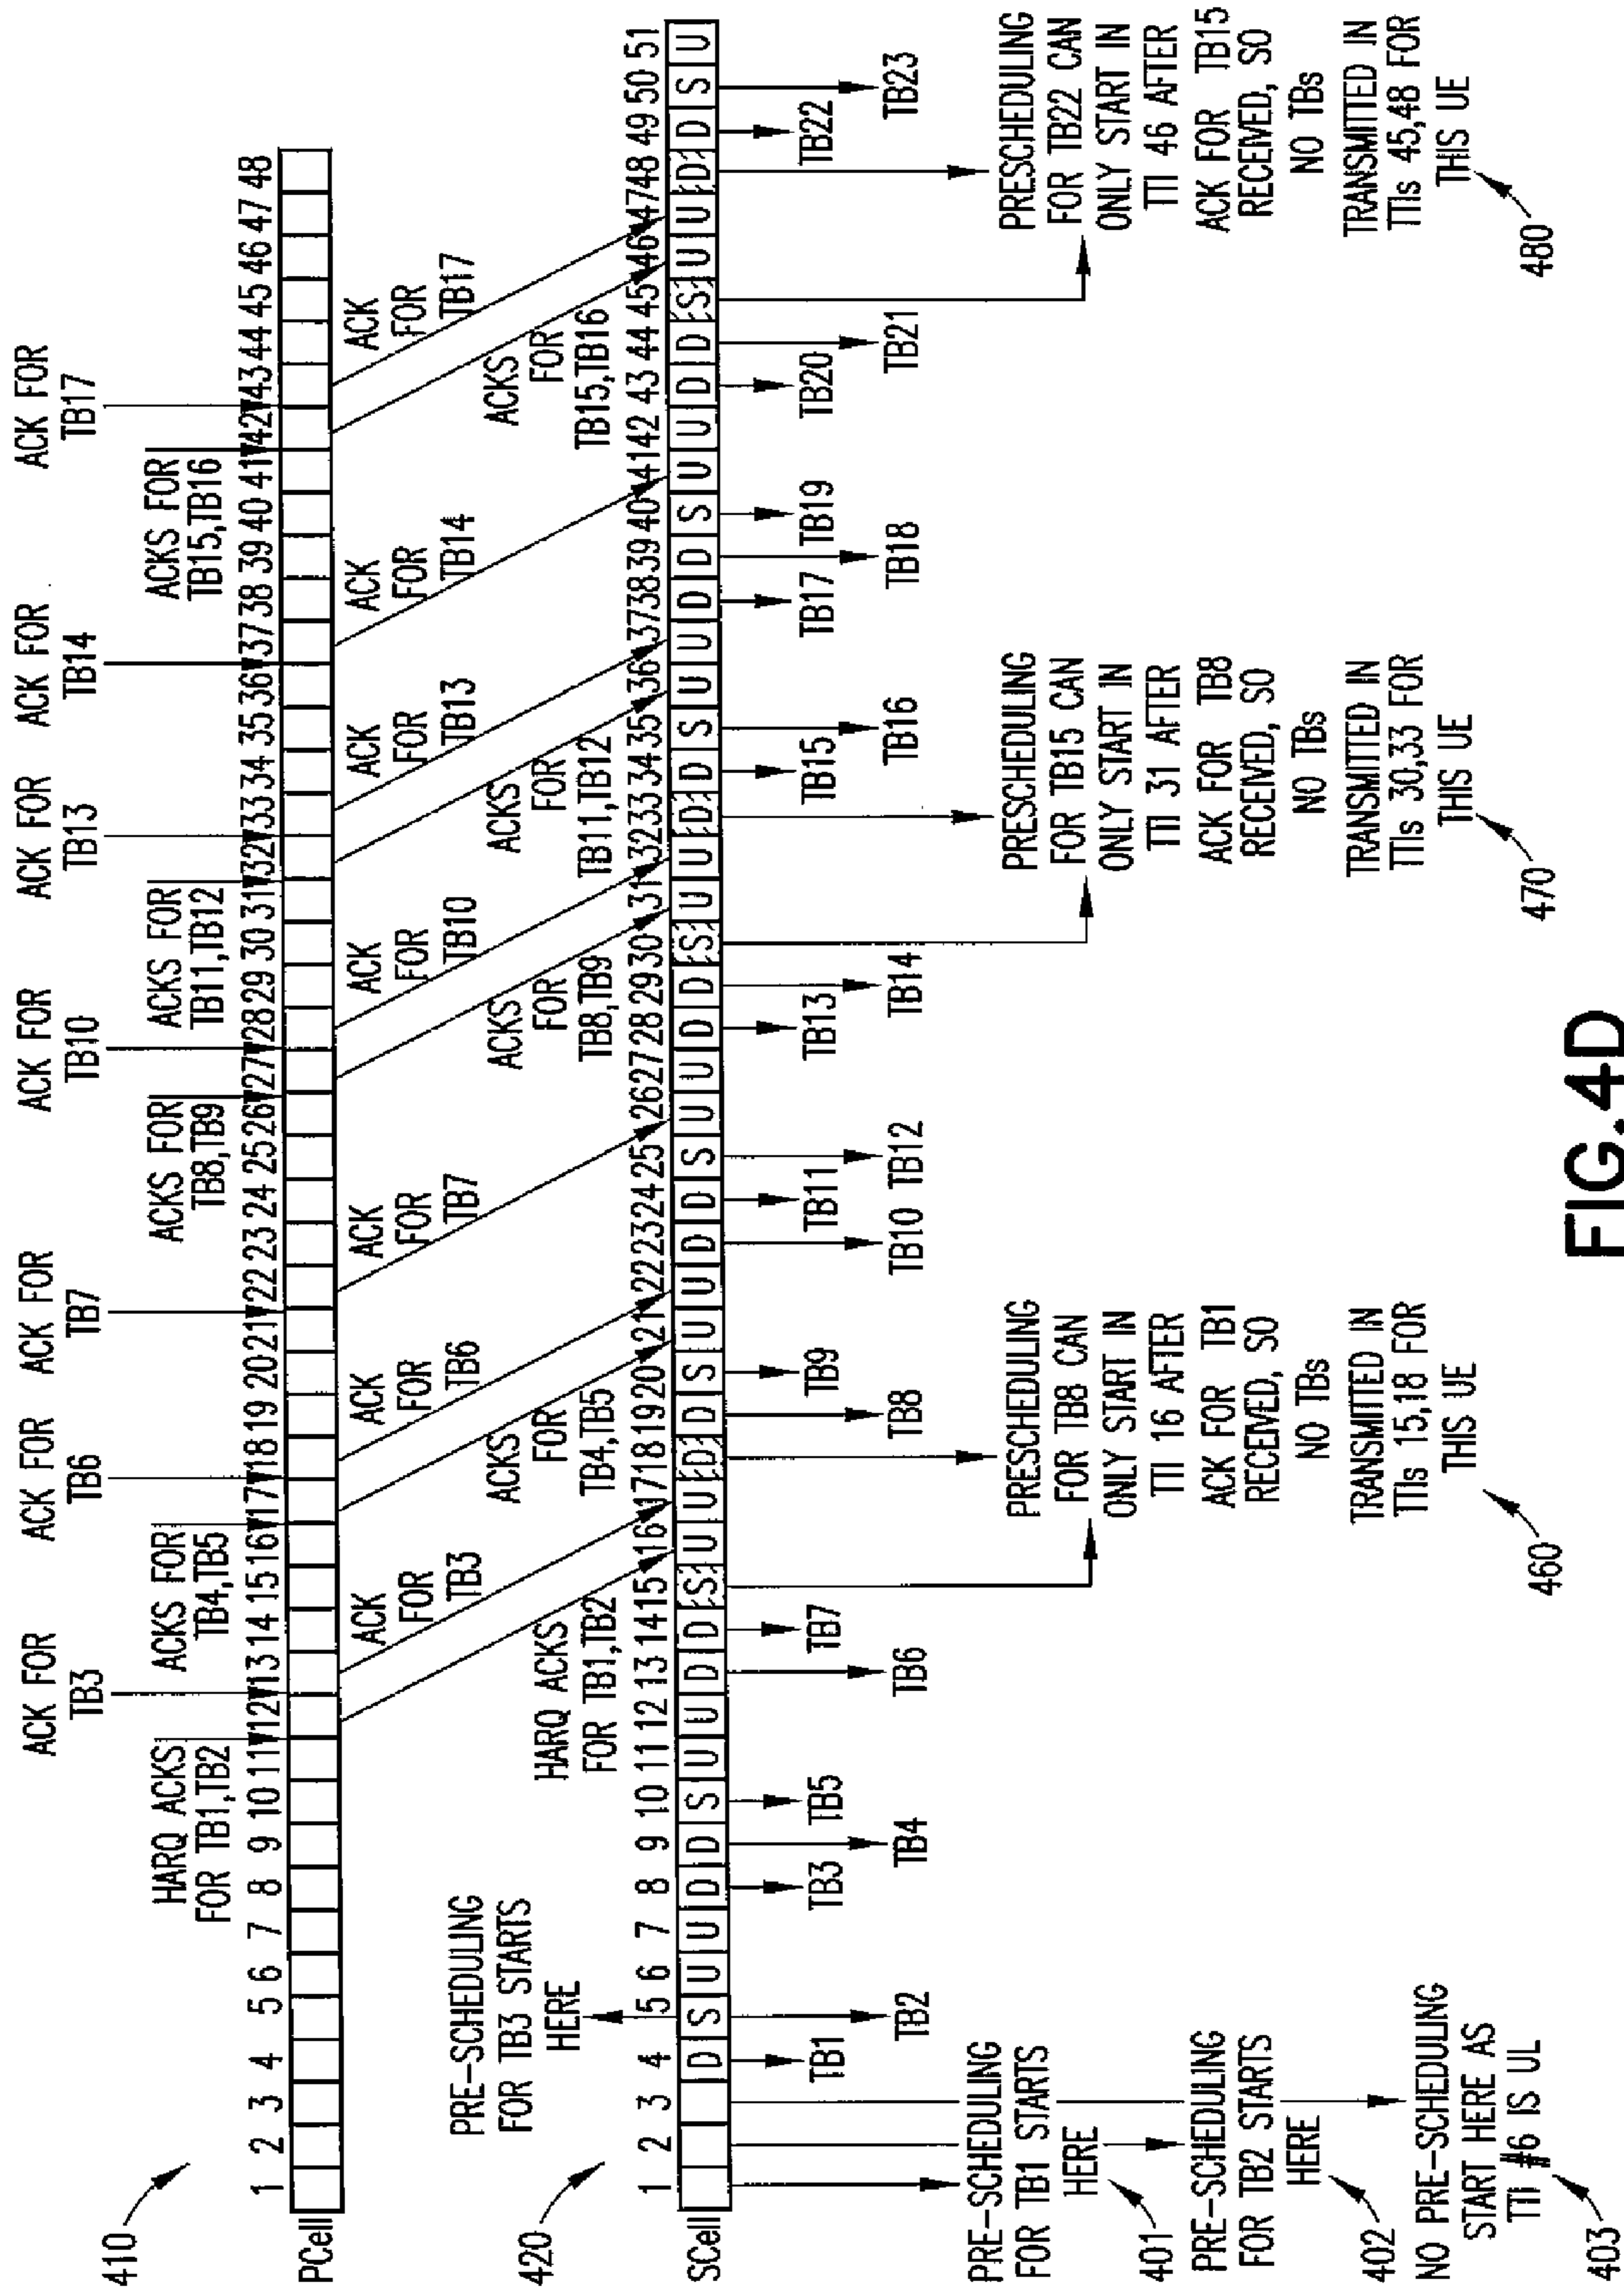 410
PCell
1 2 3 4 5 6 7 8 9 10 11 12 13 14 15 16 17 18 19 20 21 22 23 24 25 26 27 28 29 30 31 32 33 34 35 36 37 38 39 40 41 42 43 44 45 46 47 48
HARQ ACKS
FOR TB1,TB2
ACK FOR
TB3
ACKS FOR
TB4,TB5
ACK FOR
TB6
ACK FOR
TB7
ACKS FOR
TB8,TB9
ACK FOR
TB10
ACKS FOR
TB11,TB12
ACK FOR
TB13
ACK FOR
TB14
ACKS FOR
TB15,TB16
ACK FOR
TB17
HARQ ACKS
FOR TB1,TB2
ACK
FOR
TB3
ACKS
FOR
TB4,TB5
ACK
FOR
TB6
ACK
FOR
TB7
ACKS
FOR
TB8,TB9
ACK
FOR
TB10
ACKS
FOR
TB11,TB12
ACK
FOR
TB13
ACK
FOR
TB14
ACKS
FOR
TB15,TB16
ACK
FOR
TB17
420
PRE-SCHEDULING
FOR TB3 STARTS
HERE
SCell
1 2 3 4 5 6 7 8 9 10 11 12 13 14 15 16 17 18 19 20 21 22 23 24 25 26 27 28 29 30 31 32 33 34 35 36 37 38 39 40 41 42 43 44 45 46 47 48 49 50 51
D S U U D D S U U D D S U U D D S U U D D S U U D D S U U D D S U U D D S U U D D S U U D D S U
TB1
TB2
TB3
TB4
TB5
TB6
TB7
TB8
TB9
TB10
TB11
TB12
TB13
TB14
TB15
TB16
TB17
TB18
TB19
TB20
TB21
TB22
TB23
PRE-SCHEDULING
FOR TB1 STARTS
HERE
401
PRE-SCHEDULING
FOR TB2 STARTS
HERE
402
NO PRE-SCHEDULING
START HERE AS
TTI #6 IS UL
403
PRESCHEDULING
FOR TB8 CAN
ONLY START IN
TTI 16 AFTER
ACK FOR TB1
RECEIVED, SO
NO TBs
TRANSMITTED IN
TTIs 15,18 FOR
THIS UE
460
PRESCHEDULING
FOR TB15 CAN
ONLY START IN
TTI 31 AFTER
ACK FOR TB8
RECEIVED, SO
NO TBs
TRANSMITTED IN
TTIs 30,33 FOR
THIS UE
470
PRESCHEDULING
FOR TB22 CAN
ONLY START IN
TTI 46 AFTER
ACK FOR TB15
RECEIVED, SO
NO TBs
TRANSMITTED IN
TTIs 45,48 FOR
THIS UE
480
FIG.4D